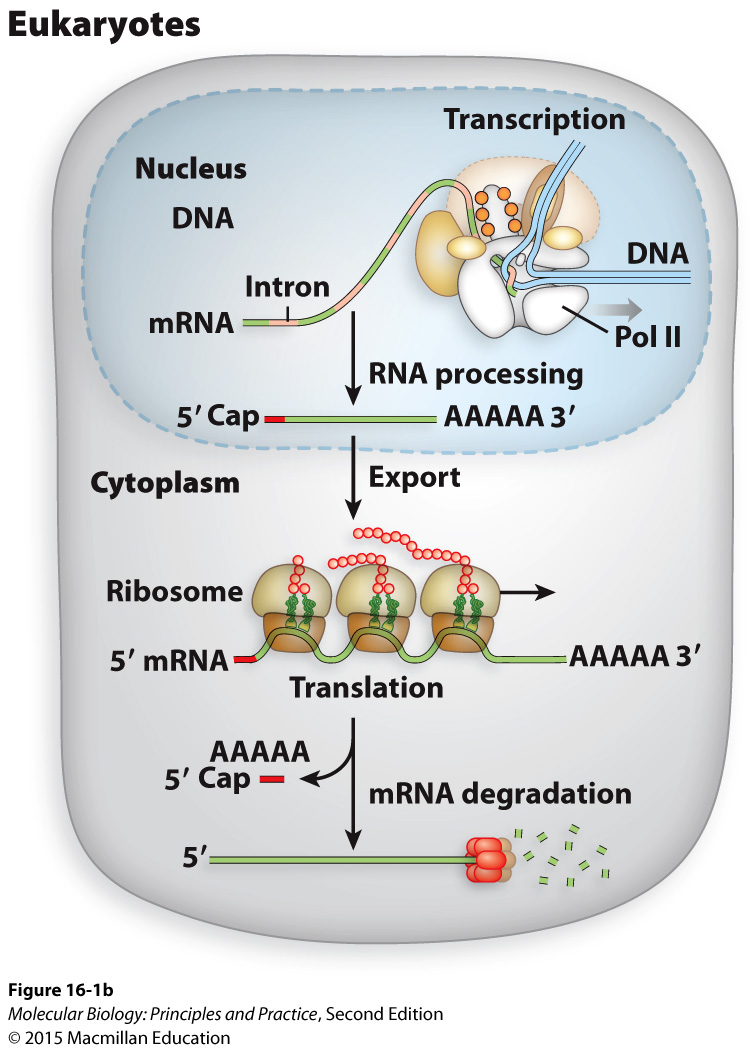 Eukaryotes
Transcription
Nucleus
DNA
DNA
Intron
mRNA
Pol II
RNA processing
5′ Cap AAAAA 3′
Cytoplasm
Export
Ribosome
5′ mRNA AAAAA 3′
Translation
AAAAA
5′ Cap
mRNA degradation
5′
Figure 16-1b
Molecular Biology: Principles and Practice, Second Edition
© 2015 Macmillan Education